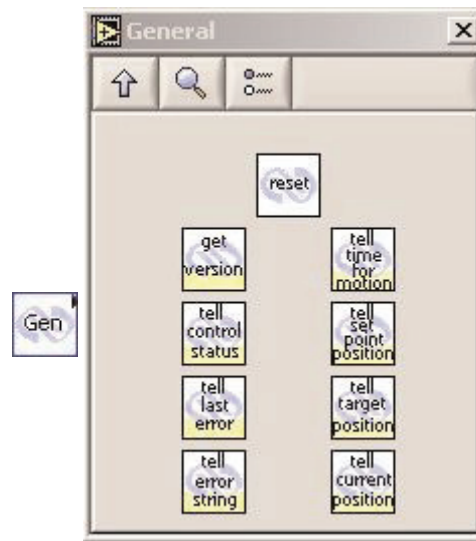 General
reset
get
version
tell
time
for
motion
Gen
tell
control
status
tell
set
point
position
tell
last
error
tell
target
position
tell
error
string
tell
current
position